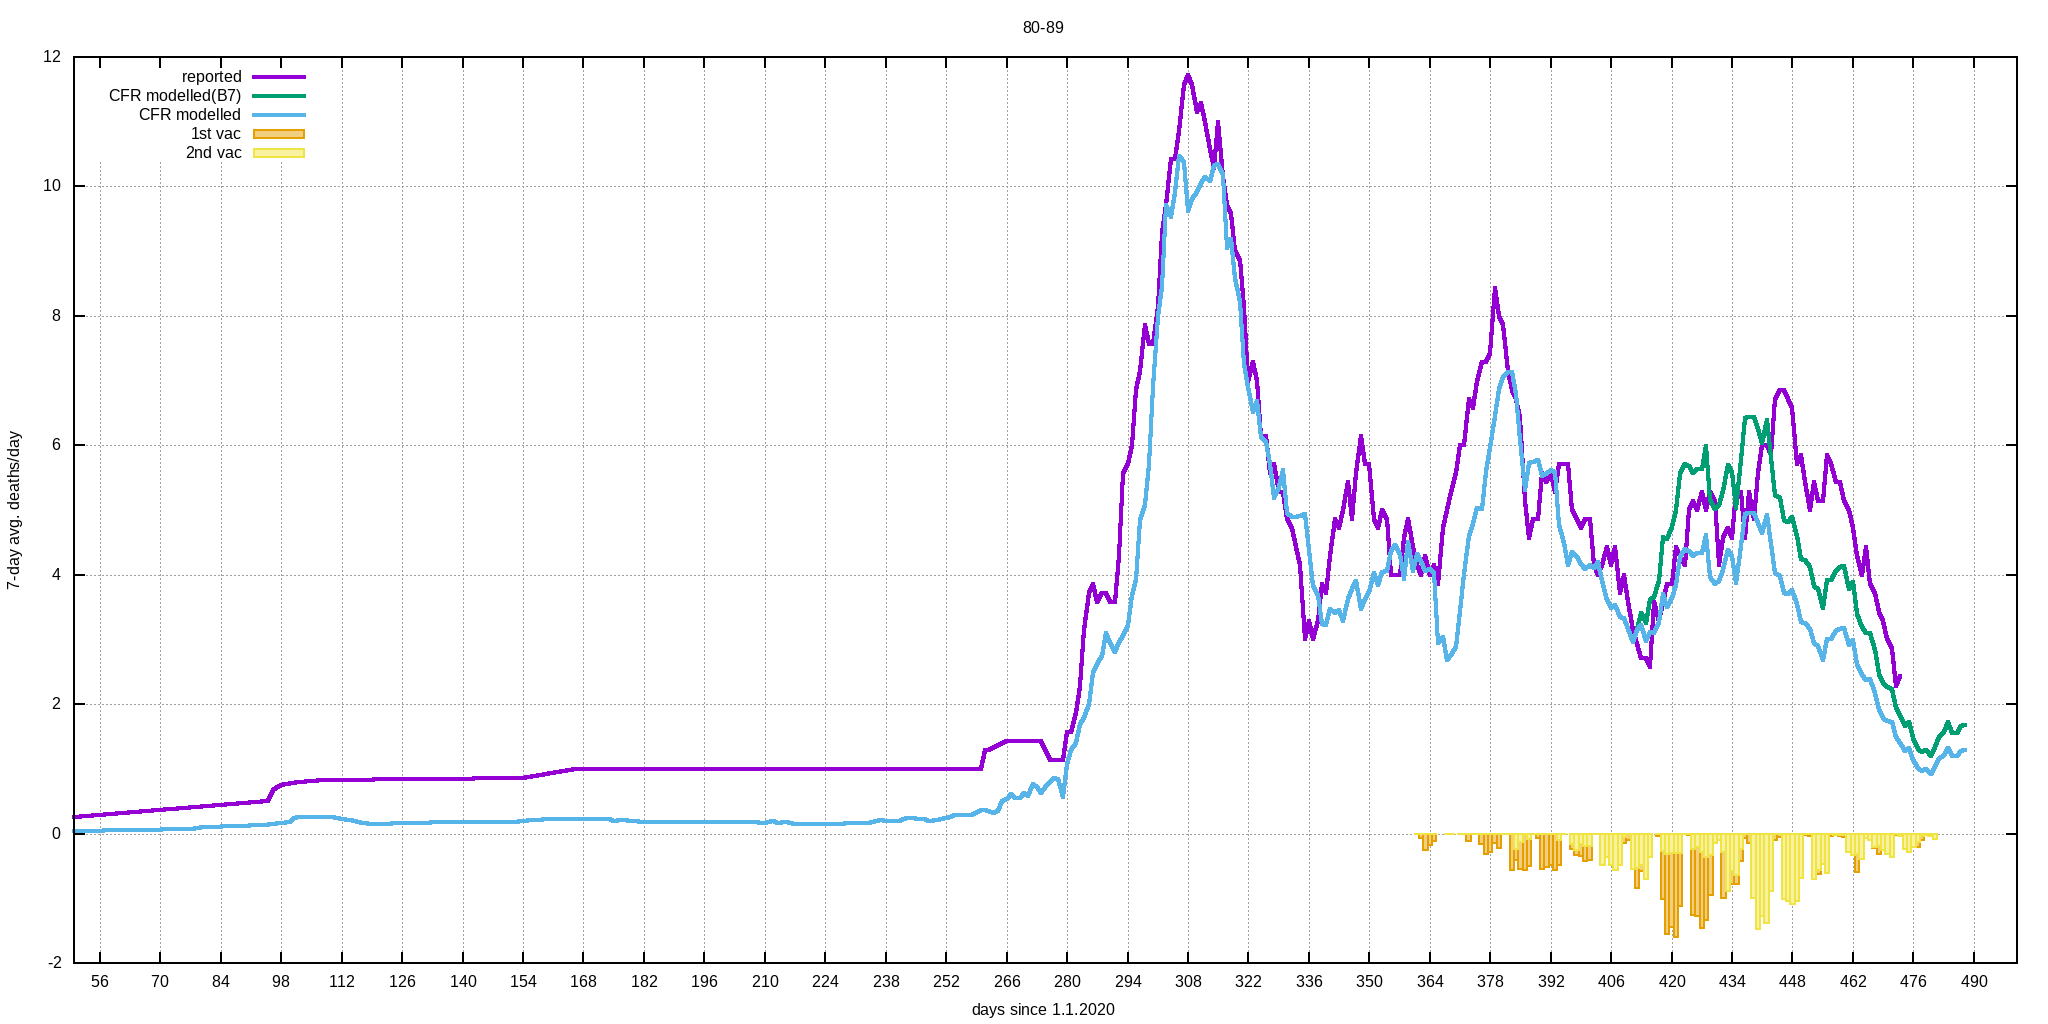 80-89
12
10
8
6
4
2
0
-2
7-day avg. deaths/day
reported
CFR modelled(B7)
CFR modelled
1st vac
2nd vac
56 70 84 98 112 126 140 154 168 182 196 210 224 238 252 266 280 294 308 322 336 350 364 378 392 406 420 434 448 462 476 490
days since 1.1.2020